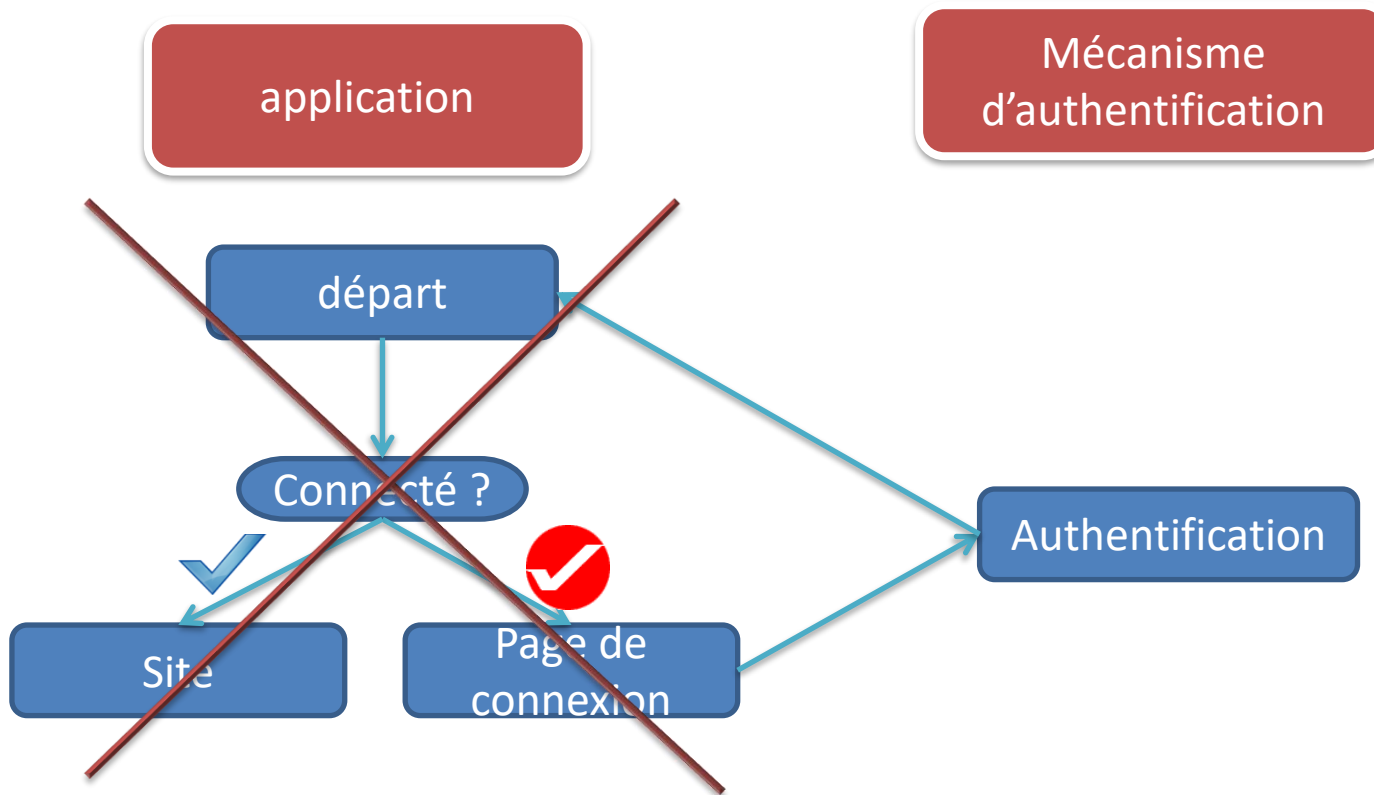 application
Mécanisme
d’authentification
départ
Connecté ?
Authentification
Site
Page de
connexion